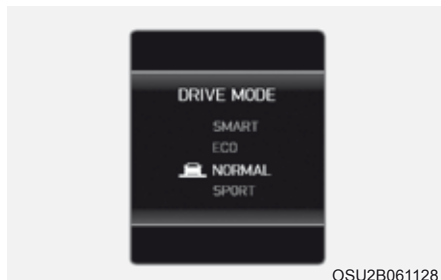 DRIVE MODE
SMART
ECO
NORMAL
SPORT
OSU2B061128